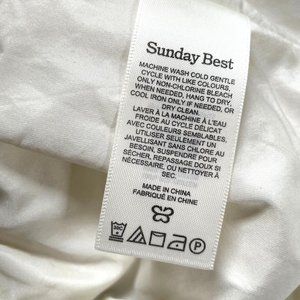 Sunday Best
MACHINE WASH COLD GENTLE
CYCLE WITH LIKE COLOURS,
ONLY NON-CHLORINE BLEACH
WHEN NEEDED, HANG TO DRY,
COOL IRON ONLY IF NEEDED, OR
DRY CLEAN.
LAVER À LA MACHINE À L'EAU
FROIDE AU CYCLE DÉLICAT
AVEC COULEURS SEMBLABLES,
UTILISER SEULEMENT UN
JAVELLISANT SANS CHLORE AU
BESOIN. SUSPENDRE POUR
SÉCHER, REPASSAGE DOUX SI
NÉCESSAIRE, OU NETTOYER À
SEC.
MADE IN CHINA
FABRIQUÉ EN CHINE
30C
P